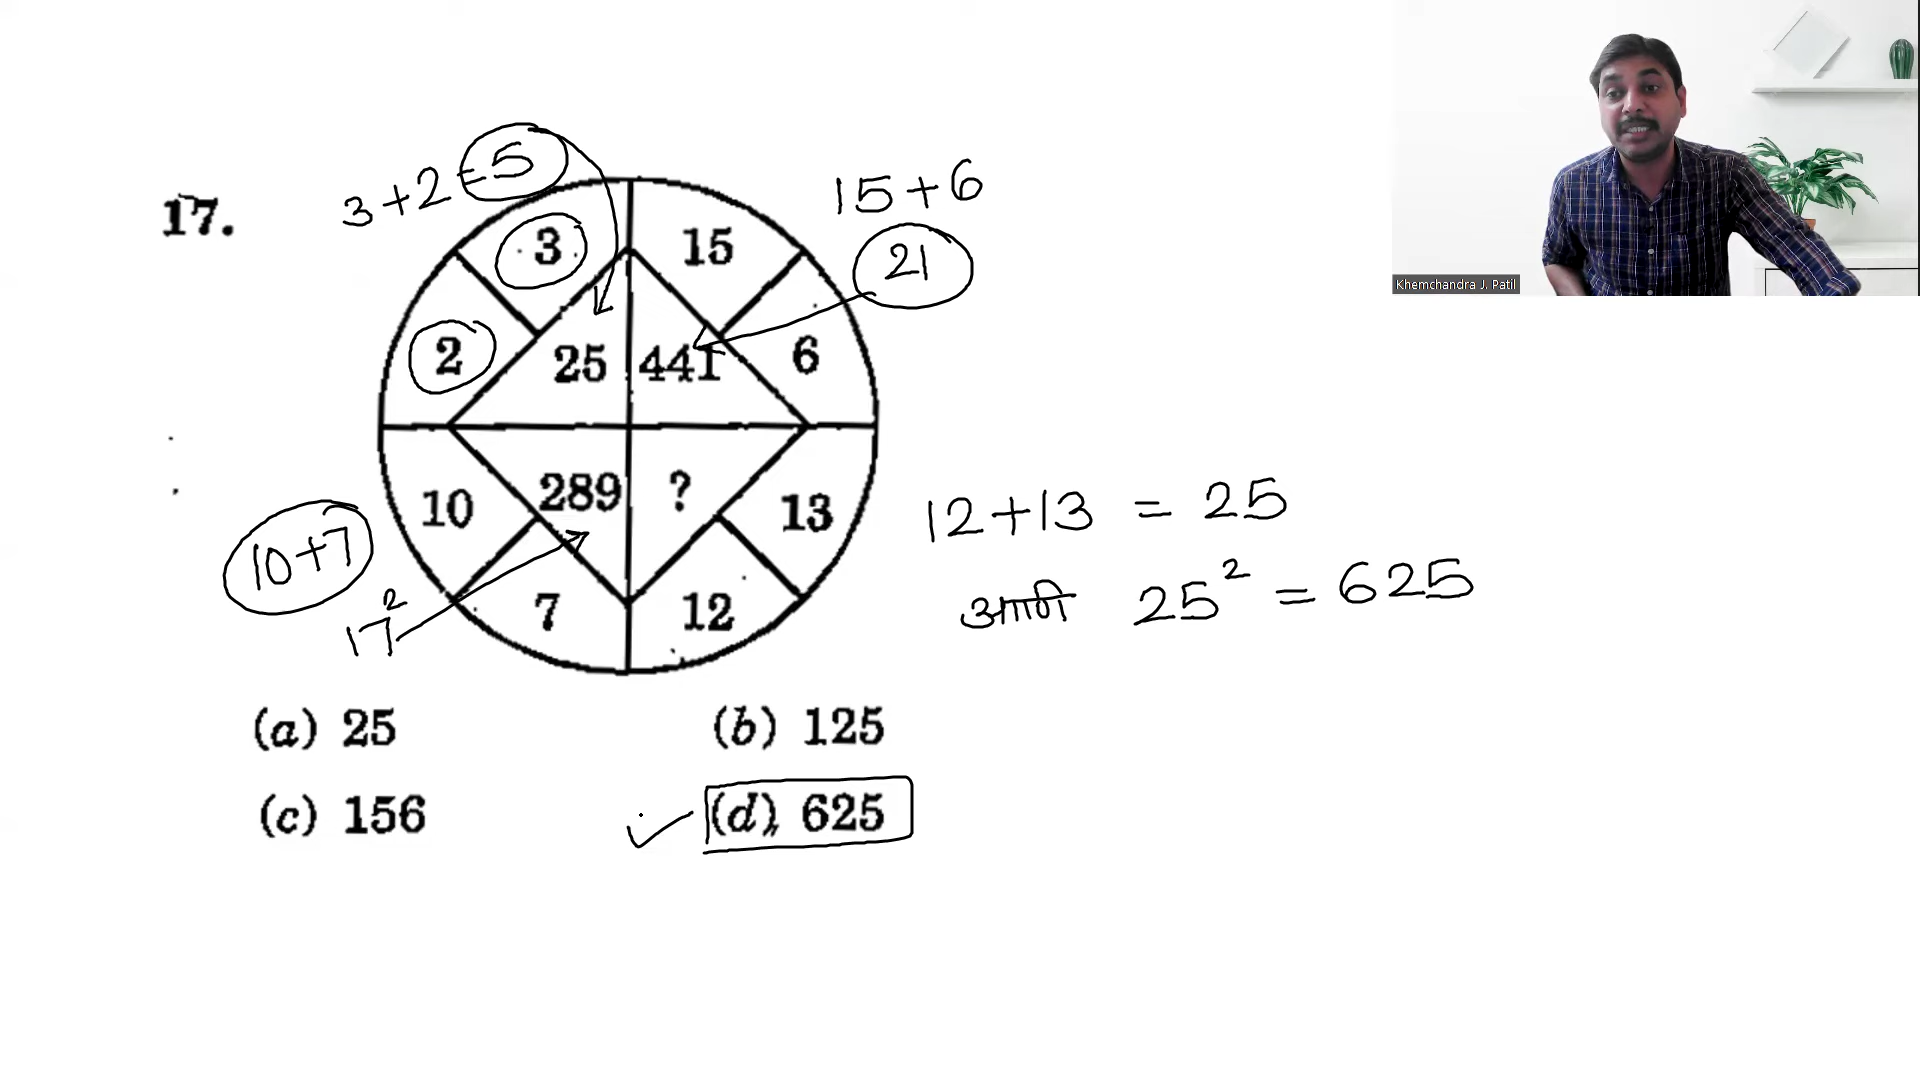 Khemchandra J. Patil
17.
3+2=5
15+6
21
3
15
2
25
441
6
10
289
?
13
7
12
10+7
17²
12+13 = 25
आणि 25² = 625
(a) 25
(b) 125
(c) 156
(d) 625